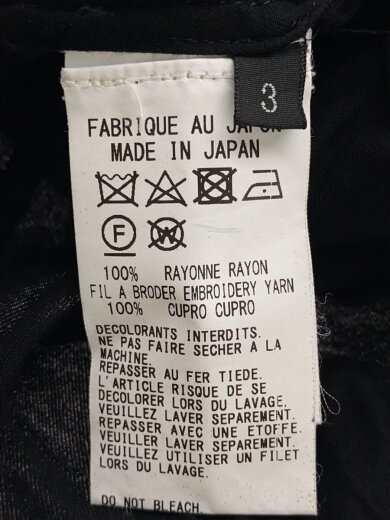 3
FABRIQUE AU JAPON
MADE IN JAPAN
F
W
100% RAYONNE RAYON
FIL A BRODER EMBROIDERY YARN
100% CUPRO CUPRO
DECOLORANTS INTERDITS.
NE PAS FAIRE SECHER A LA
MACHINE.
REPASSER AU FER TIEDE.
L'ARTICLE RISQUE DE SE
DECOLORER LORS DU LAVAGE.
VEUILLEZ LAVER SEPAREMENT.
REPASSER AVEC UNE ETOFFE.
VEUILLEZ LAVER SEPAREMENT.
VEUILLEZ UTILISER UN FILET
LORS DU LAVAGE.
DO NOT BLEACH.